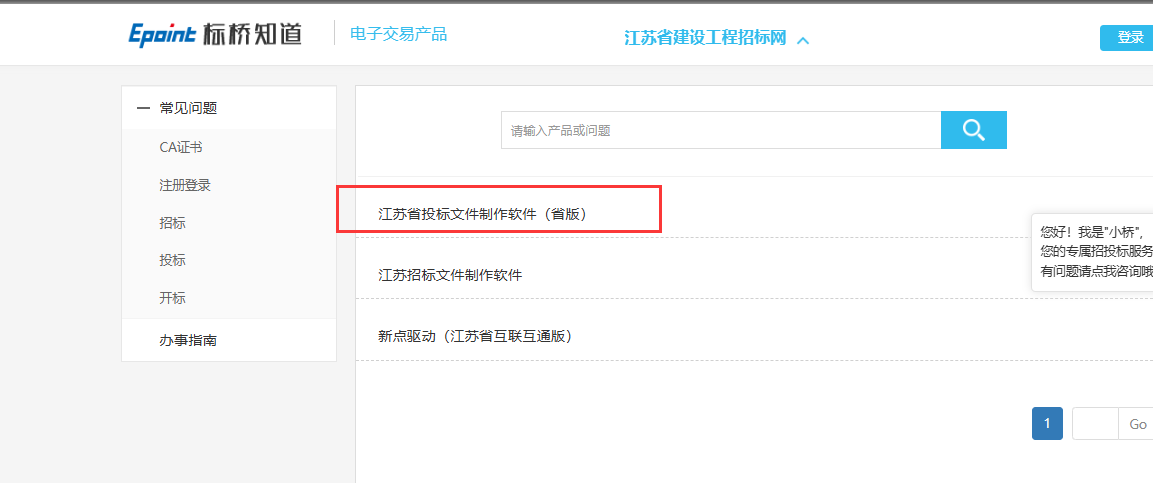 Epoint 标桥知道
电子交易产品
江苏省建设工程招标网
登录
常见问题
CA证书
注册登录
招标
投标
开标
办事指南
请输入产品或问题
江苏省投标文件制作软件（省版）
江苏招标文件制作软件
新点驱动（江苏省互联互通版）
您好！我是"小桥",
您的专属招投标服务
有问题请点我咨询哦
1
Go